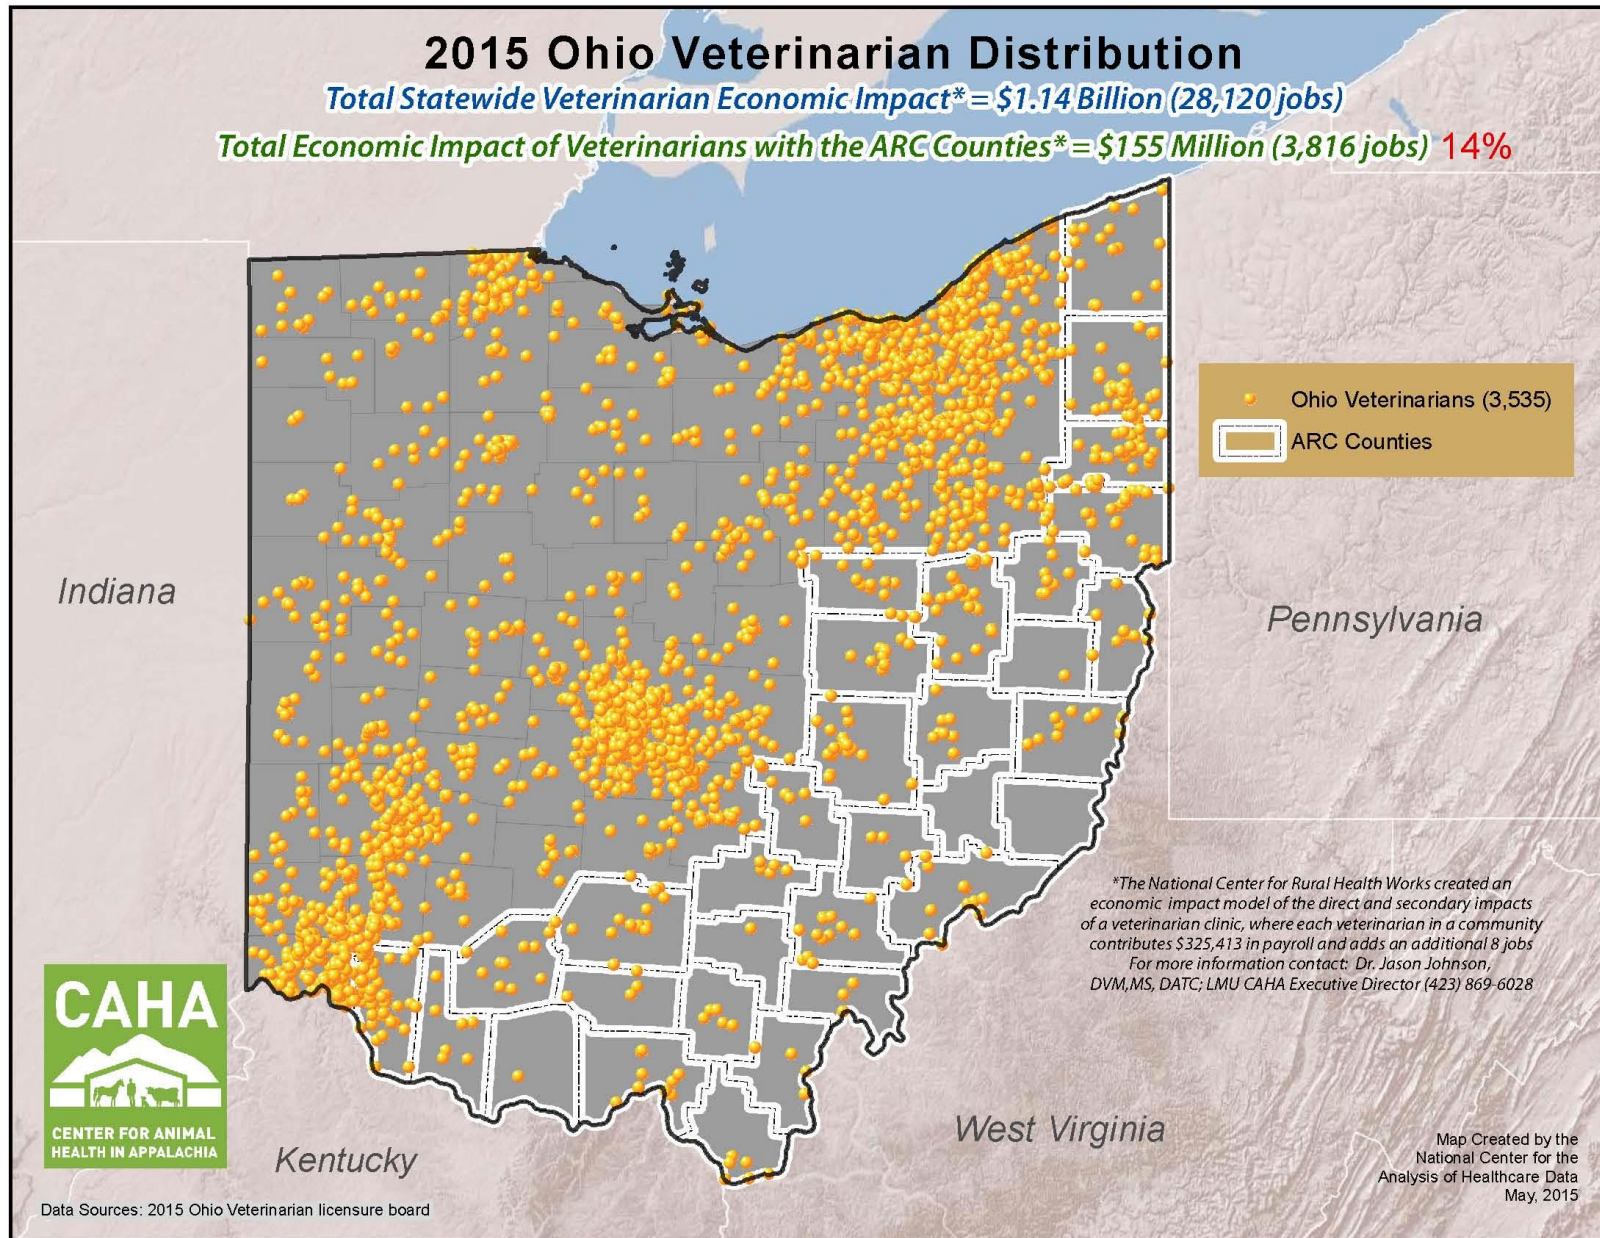 2015 Ohio Veterinarian Distribution
Total Statewide Veterinarian Economic Impact* = $1.14 Billion (28,120 jobs)
Total Economic Impact of Veterinarians with the ARC Counties* = $155 Million (3,816 jobs) 14%
Ohio Veterinarians (3,535)
ARC Counties
Indiana
Pennsylvania
*The National Center for Rural Health Works created an
economic impact model of the direct and secondary impacts
of a veterinarian clinic, where each veterinarian in a community
contributes $325,413 in payroll and adds an additional 8 jobs
For more information contact: Dr. Jason Johnson,
DVM,MS, DATC; LMU CAHA Executive Director (423) 869-6028
CAHA
CENTER FOR ANIMAL
HEALTH IN APPALACHIA
Kentucky
West Virginia
Map Created by the
National Center for the
Analysis of Healthcare Data
May, 2015
Data Sources: 2015 Ohio Veterinarian licensure board